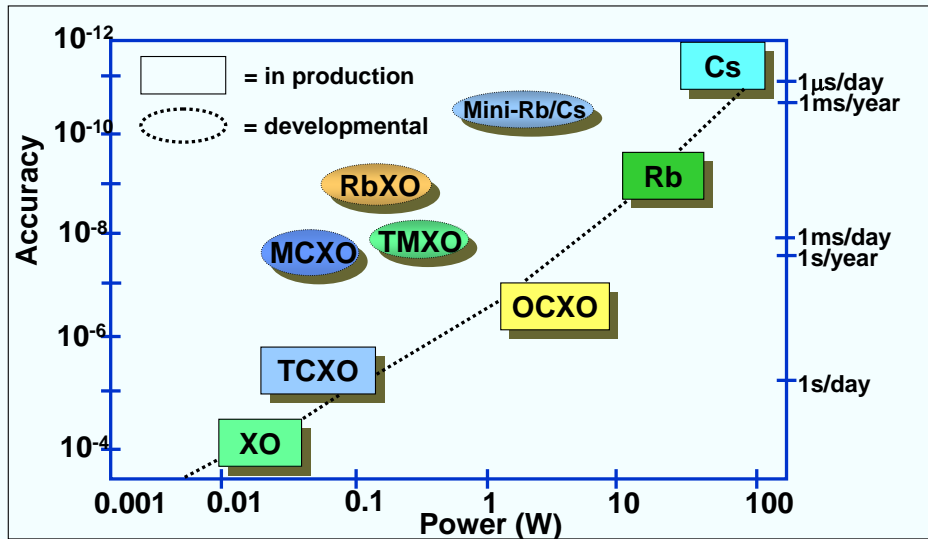 10-12
= in production
Cs
1μs/day
1ms/year
Mini-Rb/Cs
10-10
= developmental
Accuracy
RbXO
Rb
10-8
MCXO
TMXO
1ms/day
1s/year
OCXO
10-6
TCXO
1s/day
10-4
XO
0.001
0.01
0.1
1
10
100
Power (W)